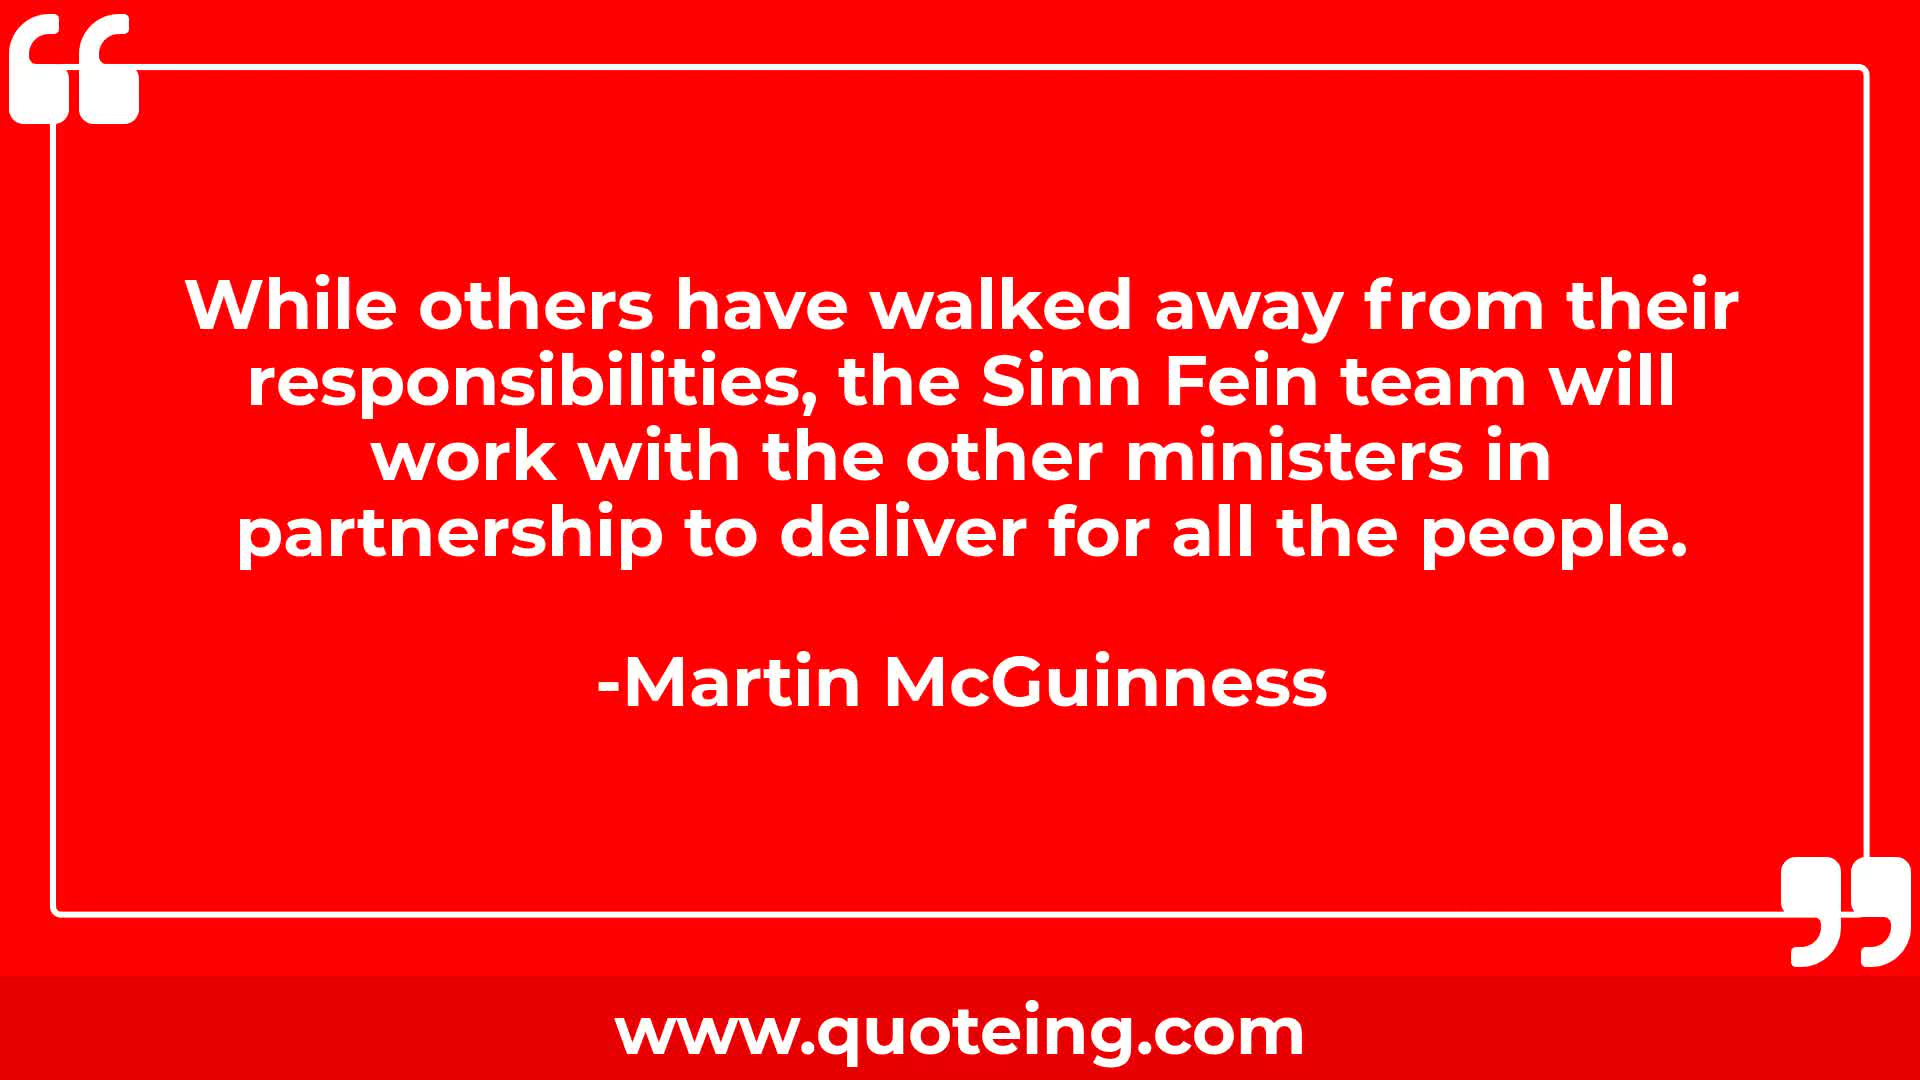 While others have walked away from their
responsibilities, the Sinn Fein team will
work with the other ministers in
partnership to deliver for all the people.
-Martin McGuinness
www.quoteing.com